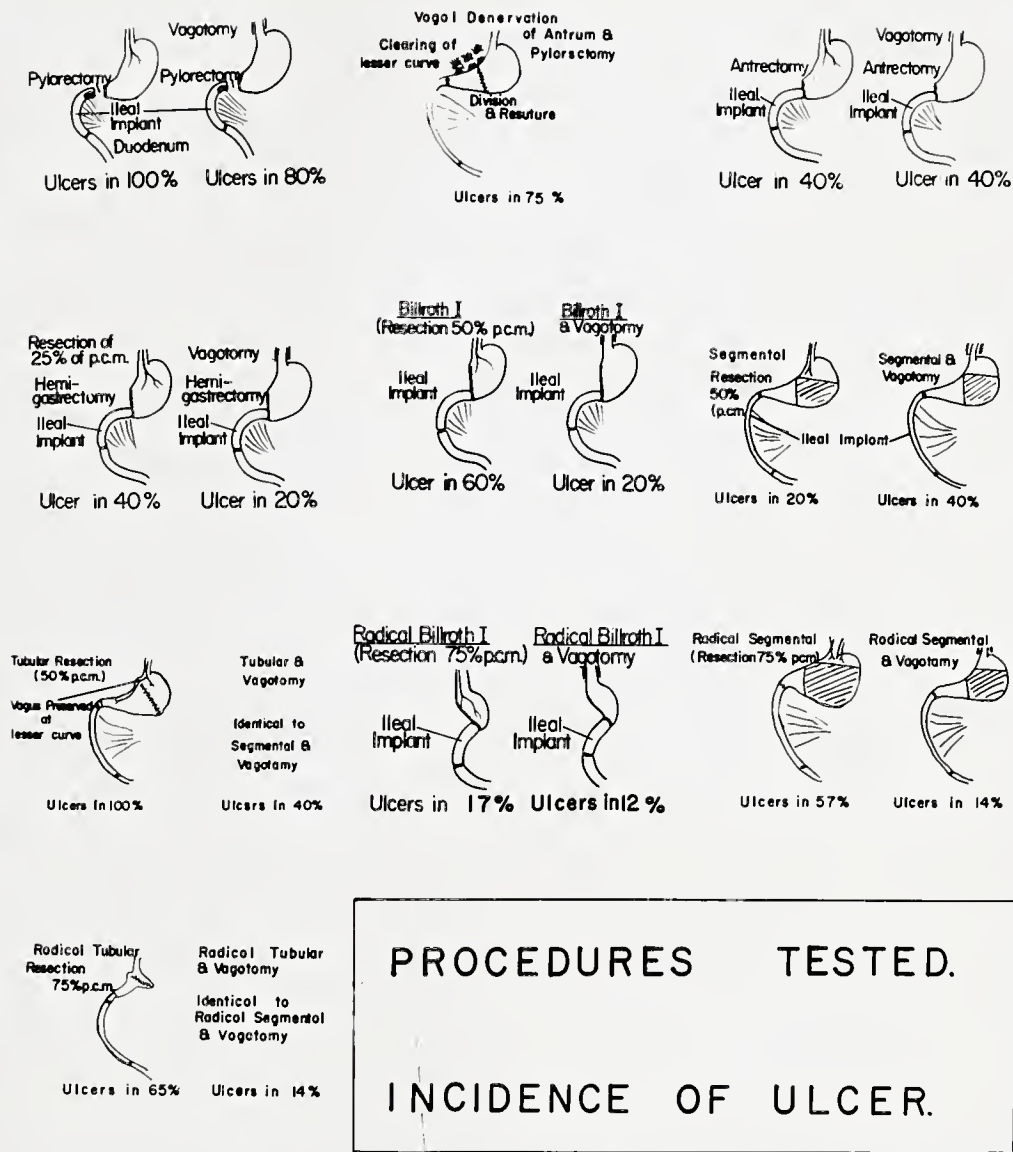 Vagotomy
Pylorectomy
Pylorectomy
Ileal
Implant
Duodenum
Ulcers in 100%
Ulcers in 80%
Vagal Denervation
of Antrum &
Pylorectomy
Clearing of
lesser curve
Division
& Resuture
Ulcers in 75 %
Antrectomy
Ileal
Implant
Ulcer in 40%
Vagotomy
Antrectomy
Ileal
Implant
Ulcer in 40%
Resection of
25% of p.c.m.
Hemi-
gastrectomy
Ileal
Implant
Ulcer in 40%
Vagotomy
Hemi-
gastrectomy
Ileal
Implant
Ulcer in 20%
Billroth I
(Resection 50% p.c.m.)
Ileal
Implant
Ulcer in 60%
Billroth I
& Vagotomy
Ileal
Implant
Ulcer in 20%
Segmental
Resection
50%
(p.c.m.
Ileal Implant
Ulcers in 20%
Segmental &
Vagotomy
Ulcers in 40%
Tubular Resection
(50% p.c.m.)
Vagus Preserved
at
lesser curve
Ulcers in 100%
Tubular &
Vagotomy
Identical to
Segmental &
Vagotomy
Ulcers in 40%
Radical Billroth I
(Resection 75% p.c.m.)
Ileal
Implant
Ulcers in 17%
Radical Billroth I
& Vagotomy
Ileal
Implant
Ulcers in 12 %
Radical Segmental
(Resection 75% pcm)
Ulcers in 57%
Radical Segmental
& Vagotamy
Ulcers in 14%
Radical Tubular
Resection
75% p.c.m.
Ulcers in 65%
Radical Tubular
& Vagotomy
Identical to
Radical Segmental
& Vagotomy
Ulcers in 14%
PROCEDURES TESTED.
INCIDENCE OF ULCER.